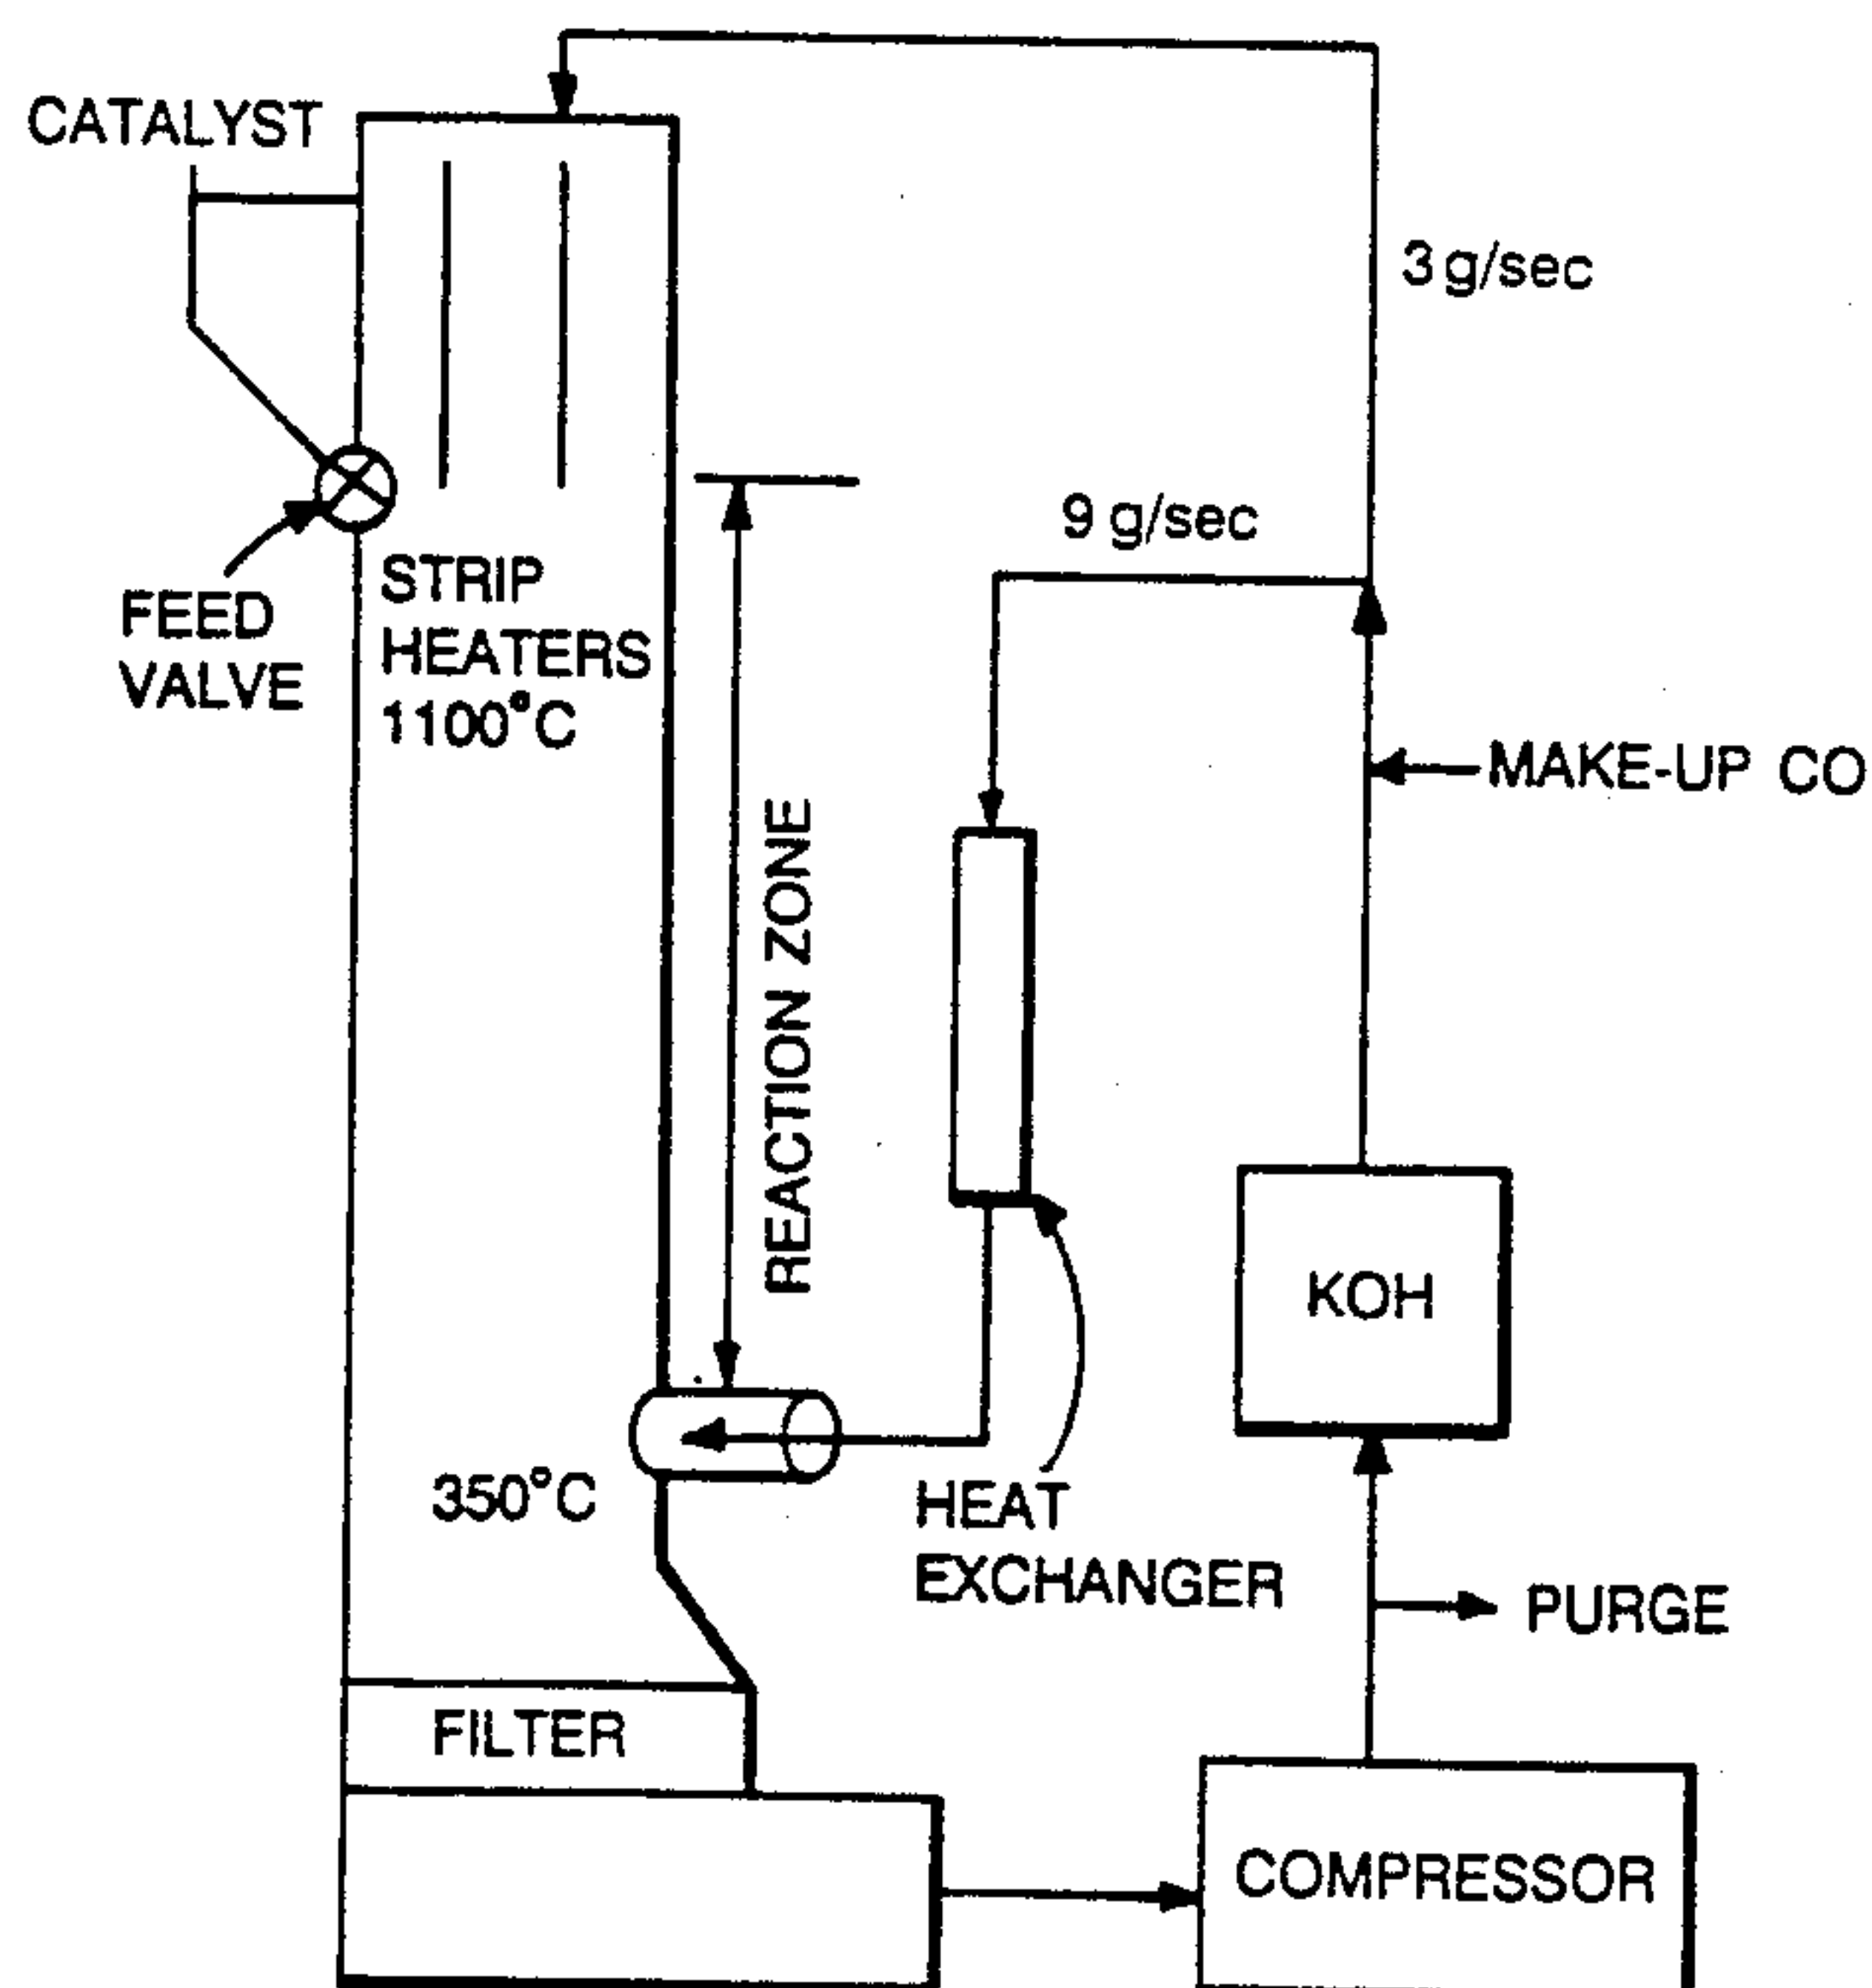 CATALYST
3 g/sec
9 g/sec
FEED
VALVE
STRIP
HEATERS
1100°C
MAKE-UP CO
REACTION ZONE
KOH
350°C
HEAT
EXCHANGER
PURGE
FILTER
COMPRESSOR